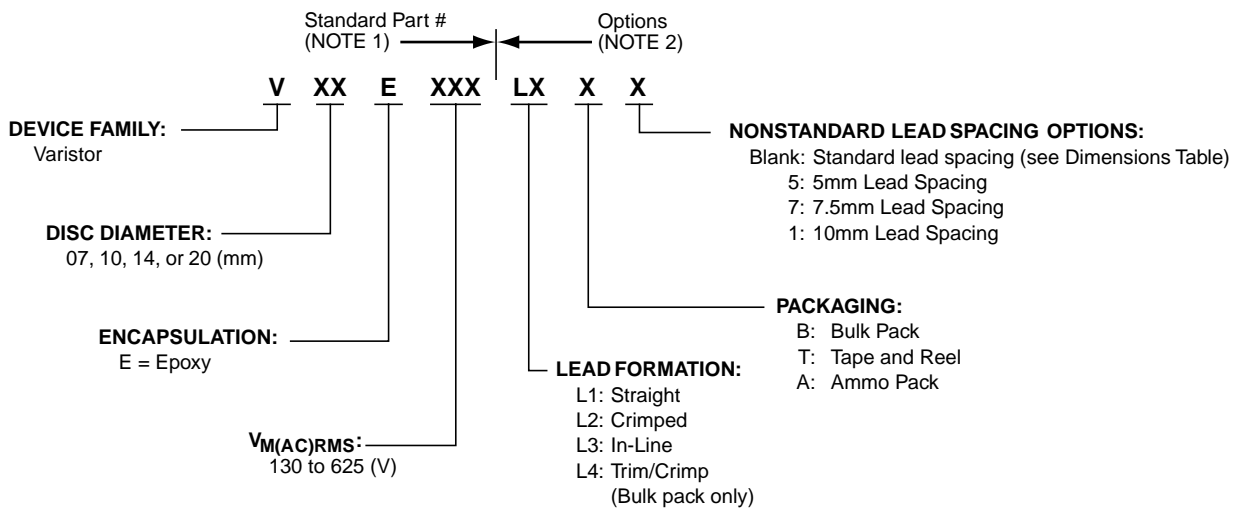 Standard Part #
(NOTE 1)
Options
(NOTE 2)
V XX E XXX LX X X
DEVICE FAMILY:
Varistor
DISC DIAMETER:
07, 10, 14, or 20 (mm)
ENCAPSULATION:
E = Epoxy
VM(AC)RMS:
130 to 625 (V)
LEAD FORMATION:
L1: Straight
L2: Crimped
L3: In-Line
L4: Trim/Crimp
(Bulk pack only)
PACKAGING:
B: Bulk Pack
T: Tape and Reel
A: Ammo Pack
NONSTANDARD LEAD SPACING OPTIONS:
Blank: Standard lead spacing (see Dimensions Table)
5: 5mm Lead Spacing
7: 7.5mm Lead Spacing
1: 10mm Lead Spacing